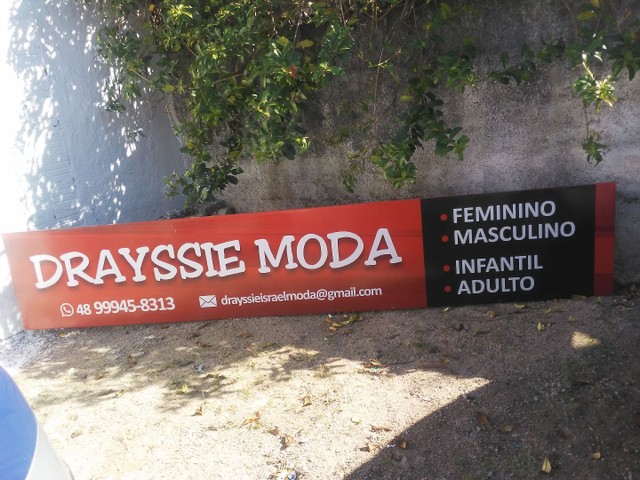 DRAYSSIE MODA
48 99945-8313
drayssieisraelmoda@gmail.com
• FEMININO
• MASCULINO
• INFANTIL
• ADULTO